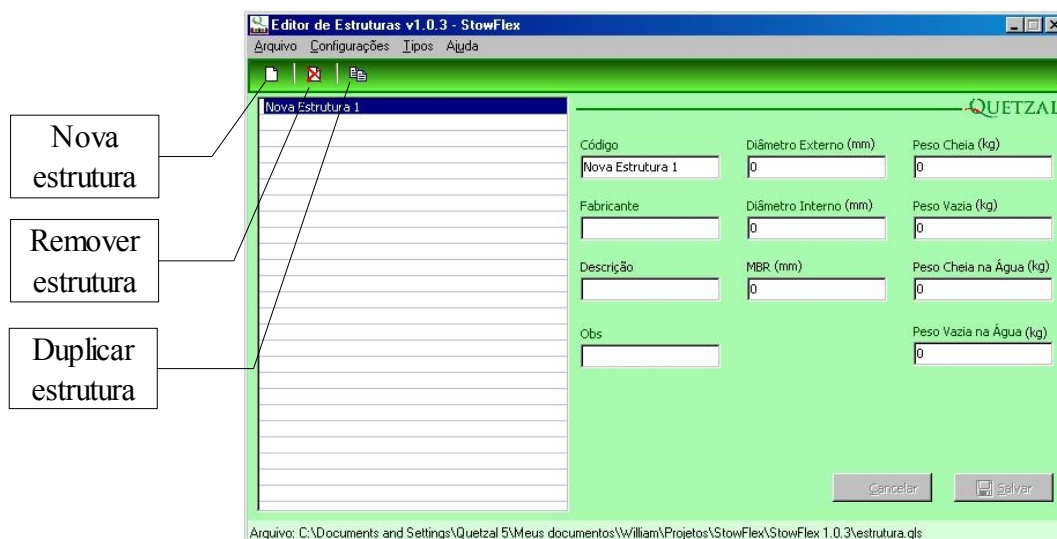 Editor de Estruturas v1.0.3 - StowFlex
Arquivo Configurações Tipos Ajuda
Nova
estrutura
Remover
estrutura
Duplicar
estrutura
Nova Estrutura 1
QUETZAL
Código
Nova Estrutura 1
Diâmetro Externo (mm)
0
Peso Cheia (kg)
0
Fabricante
Diâmetro Interno (mm)
0
Peso Vazia (kg)
0
Descrição
MBR (mm)
0
Peso Cheia na Água (kg)
0
Obs
Peso Vazia na Água (kg)
0
Cancelar
Salvar
Arquivo: C:\Documents and Settings\Quetzal 5\Meus documentos\William\Projetos\StowFlex\StowFlex 1.0.3\estrutura.qls